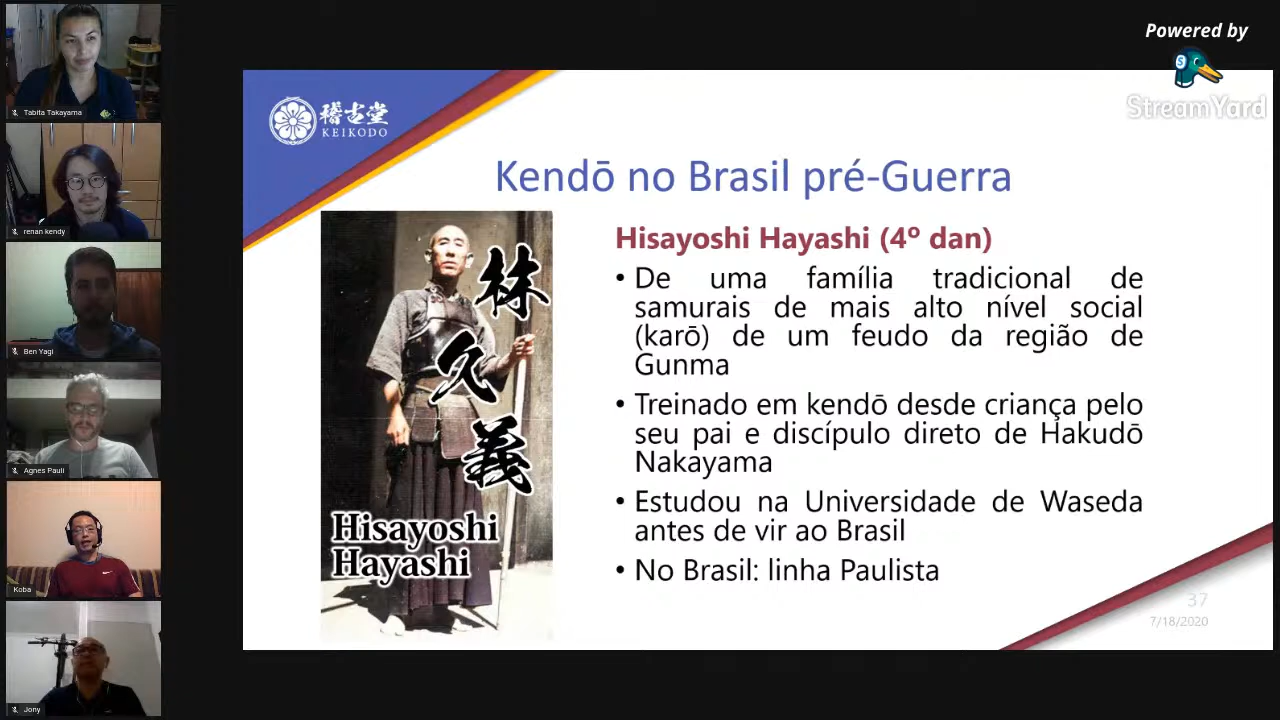 Tabita Takayama
renan kendy
Ben Yagi
Agnes Pauli
Koba
Jony
Powered by
StreamYard
稽古堂
KEIKODO
Kendō no Brasil pré-Guerra
林
久
義
Hisayoshi
Hayashi
Hisayoshi Hayashi (4º dan)
• De uma família tradicional de
samurais de mais alto nível social
(karō) de um feudo da região de
Gunma
• Treinado em kendō desde criança pelo
seu pai e discípulo direto de Hakudō
Nakayama
• Estudou na Universidade de Waseda
antes de vir ao Brasil
• No Brasil: linha Paulista
37
7/18/2020